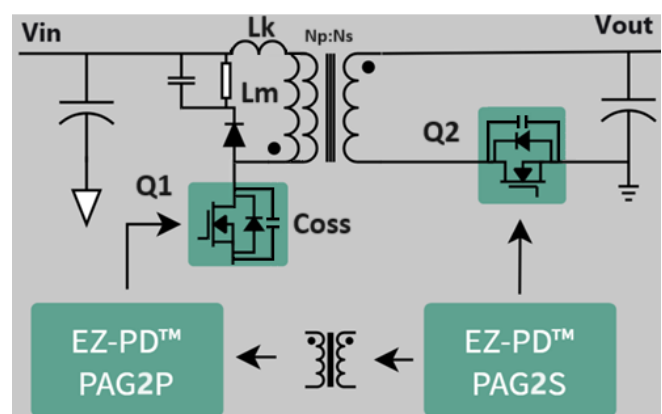 Vin
Lk
Np:Ns
Vout
Lm
Q2
Q1
Coss
EZ-PD™
PAG2P
EZ-PD™
PAG2S